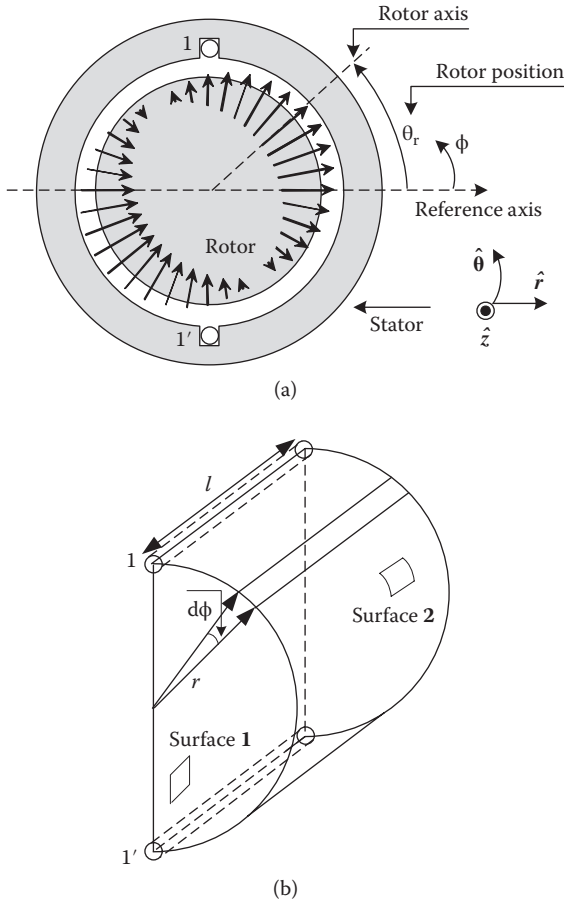 Rotor axis
1
Rotor position
θr
ϕ
Reference axis
Rotor
θ̂
r̂
ẑ
1′
Stator
(a)
l
1
dϕ
Surface 2
r
Surface 1
1′
(b)